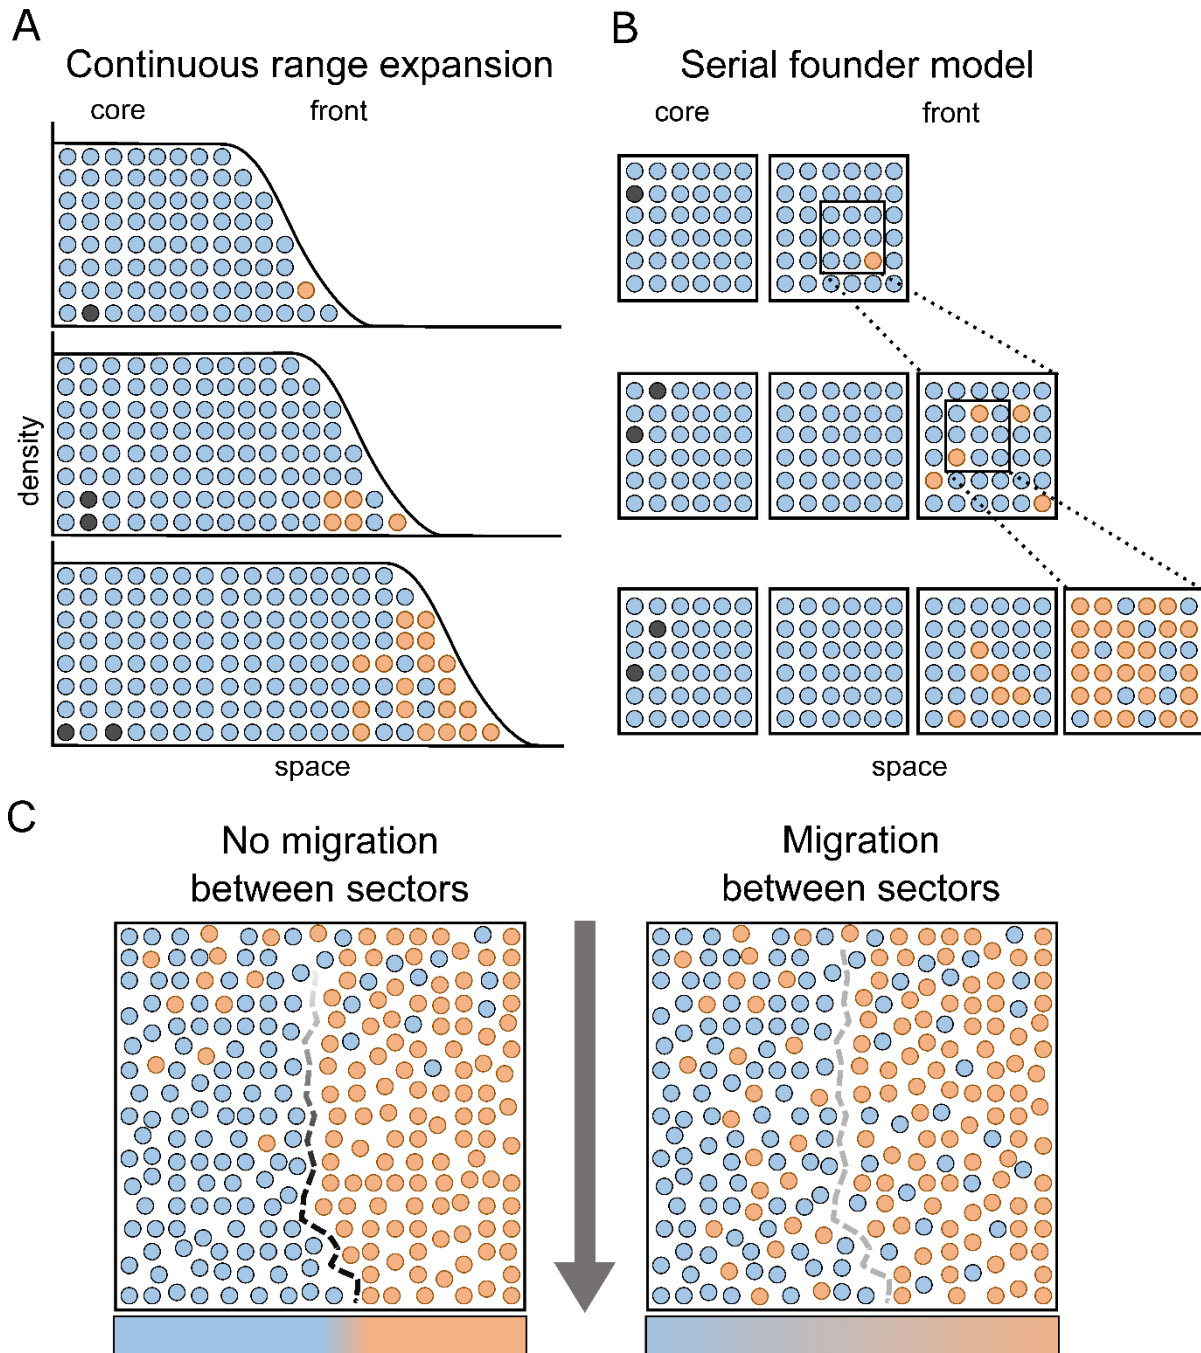 A
Continuous range expansion
core
front
density
space
B
Serial founder model
core
front
space
C
No migration
between sectors
Migration
between sectors